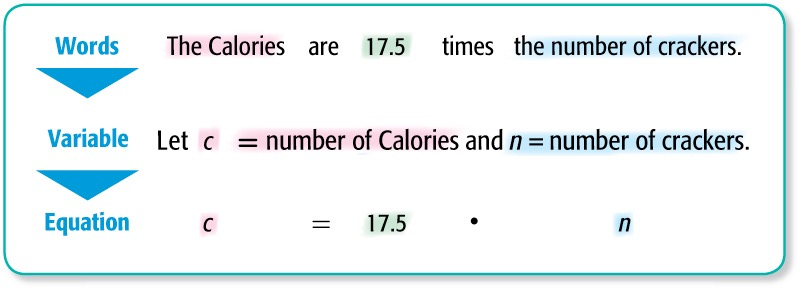 Words The Calories are 17.5 times the number of crackers.
Variable Let c = number of Calories and n = number of crackers.
Equation c = 17.5 • n